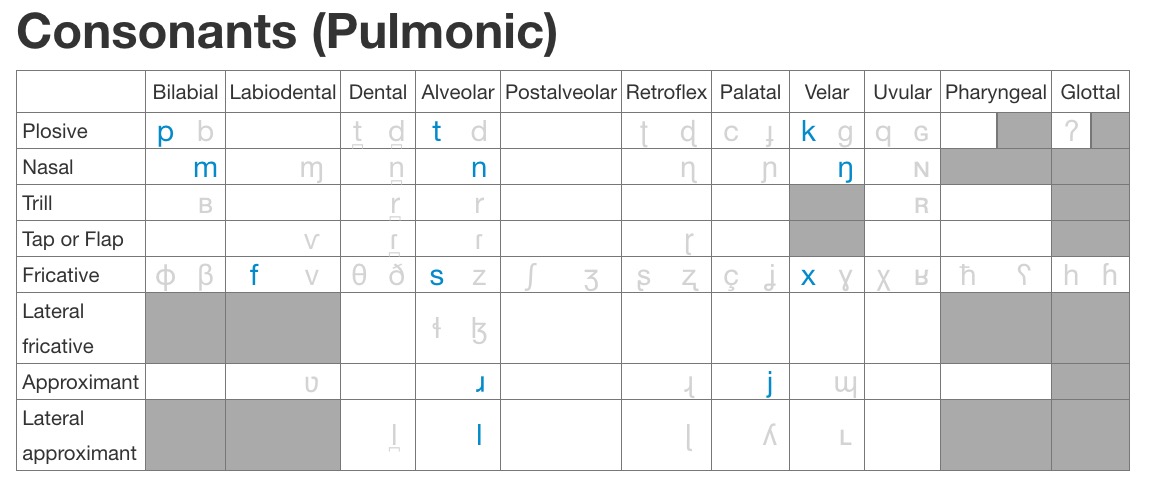 Consonants (Pulmonic)
Bilabial Labiodental Dental Alveolar Postalveolar Retroflex Palatal Velar Uvular Pharyngeal Glottal
Plosive p b t̪ d̪ t d ʈ ɖ c ɟ k ɡ q ɢ ʔ
Nasal m ɱ n̪ n ɳ ɲ ŋ ɴ
Trill ʙ r̪ r ʀ
Tap or Flap ⱱ ɾ̪ ɾ ɽ
Fricative ɸ β f v θ ð s z ʃ ʒ ʂ ʐ ç ʝ x ɣ χ ʁ ħ ʕ h ɦ
Lateral
fricative ɬ ɮ
Approximant ʋ ɹ ɻ j ɰ
Lateral
approximant l̪ l ɭ ʎ ʟ